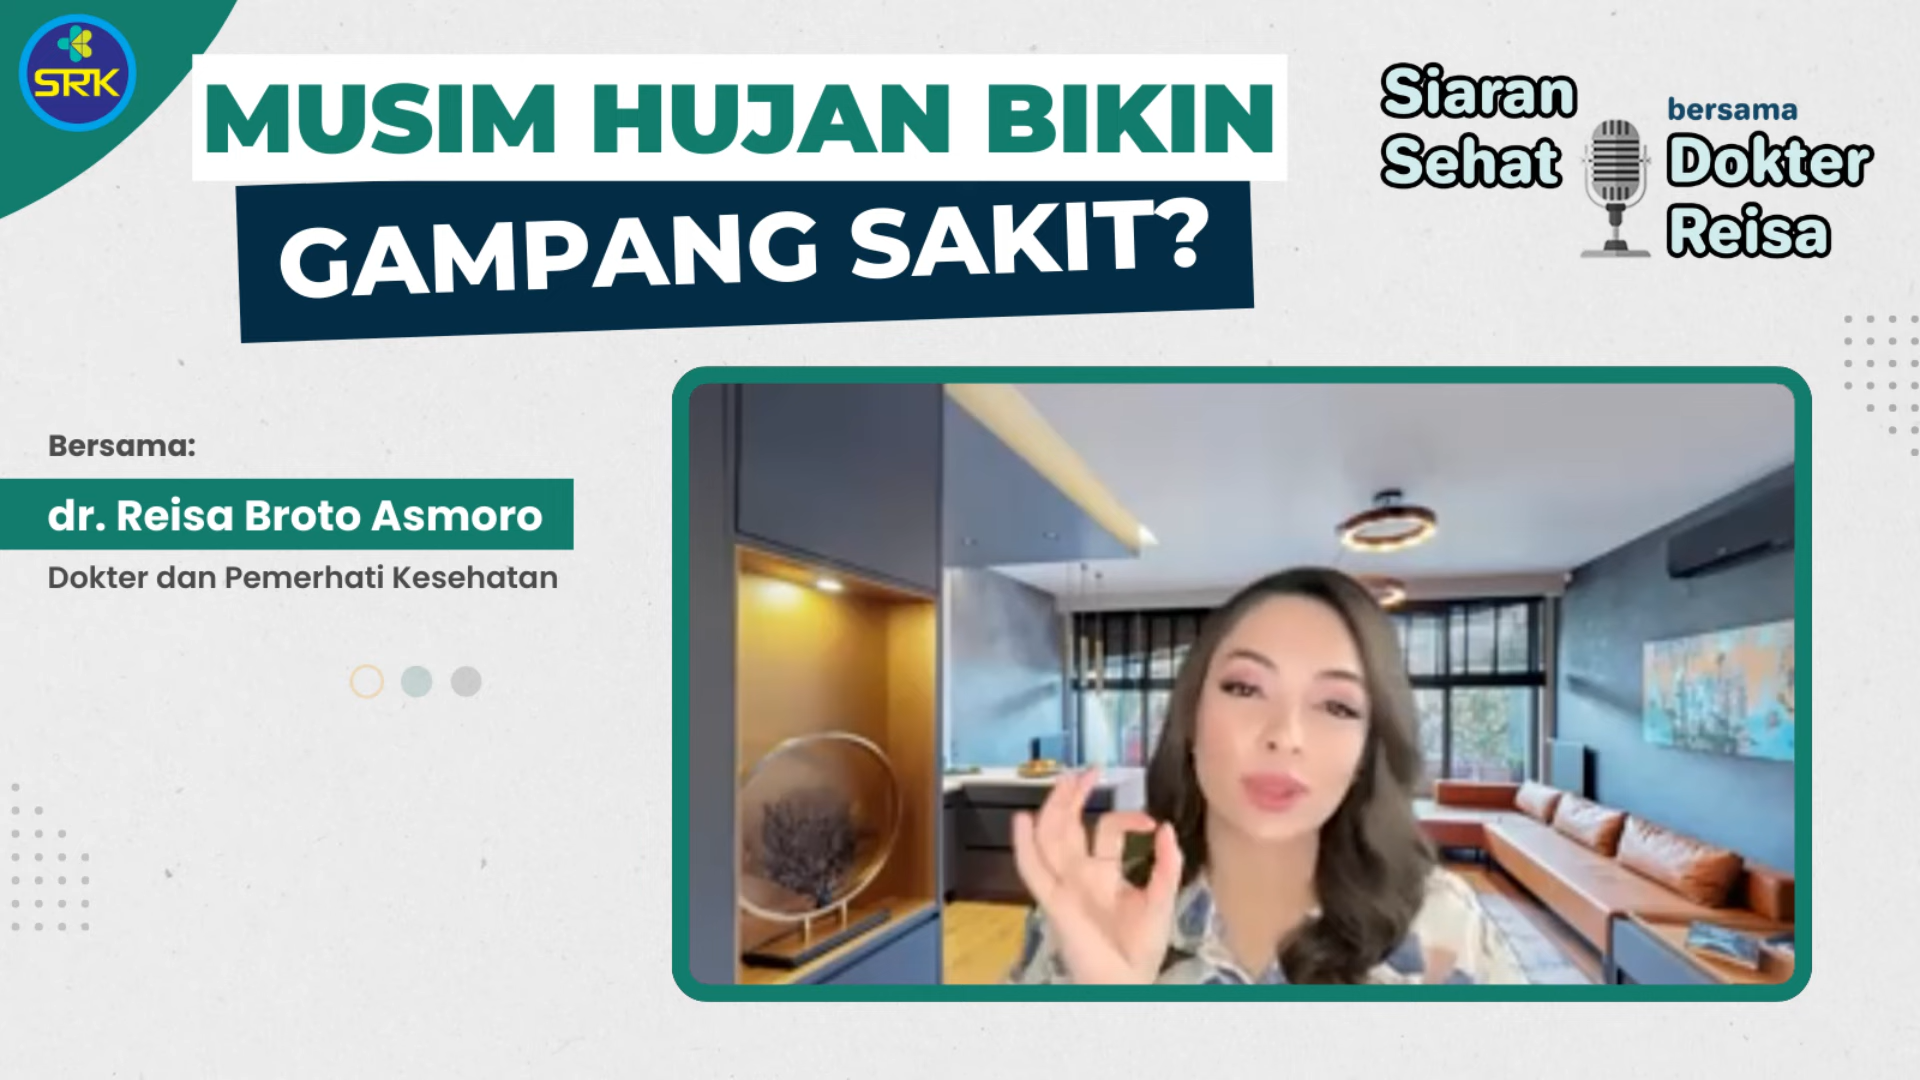 SRK
MUSIM HUJAN BIKIN
GAMPANG SAKIT?
Siaran
Sehat
bersama
Dokter
Reisa
Bersama:
dr. Reisa Broto Asmoro
Dokter dan Pemerhati Kesehatan